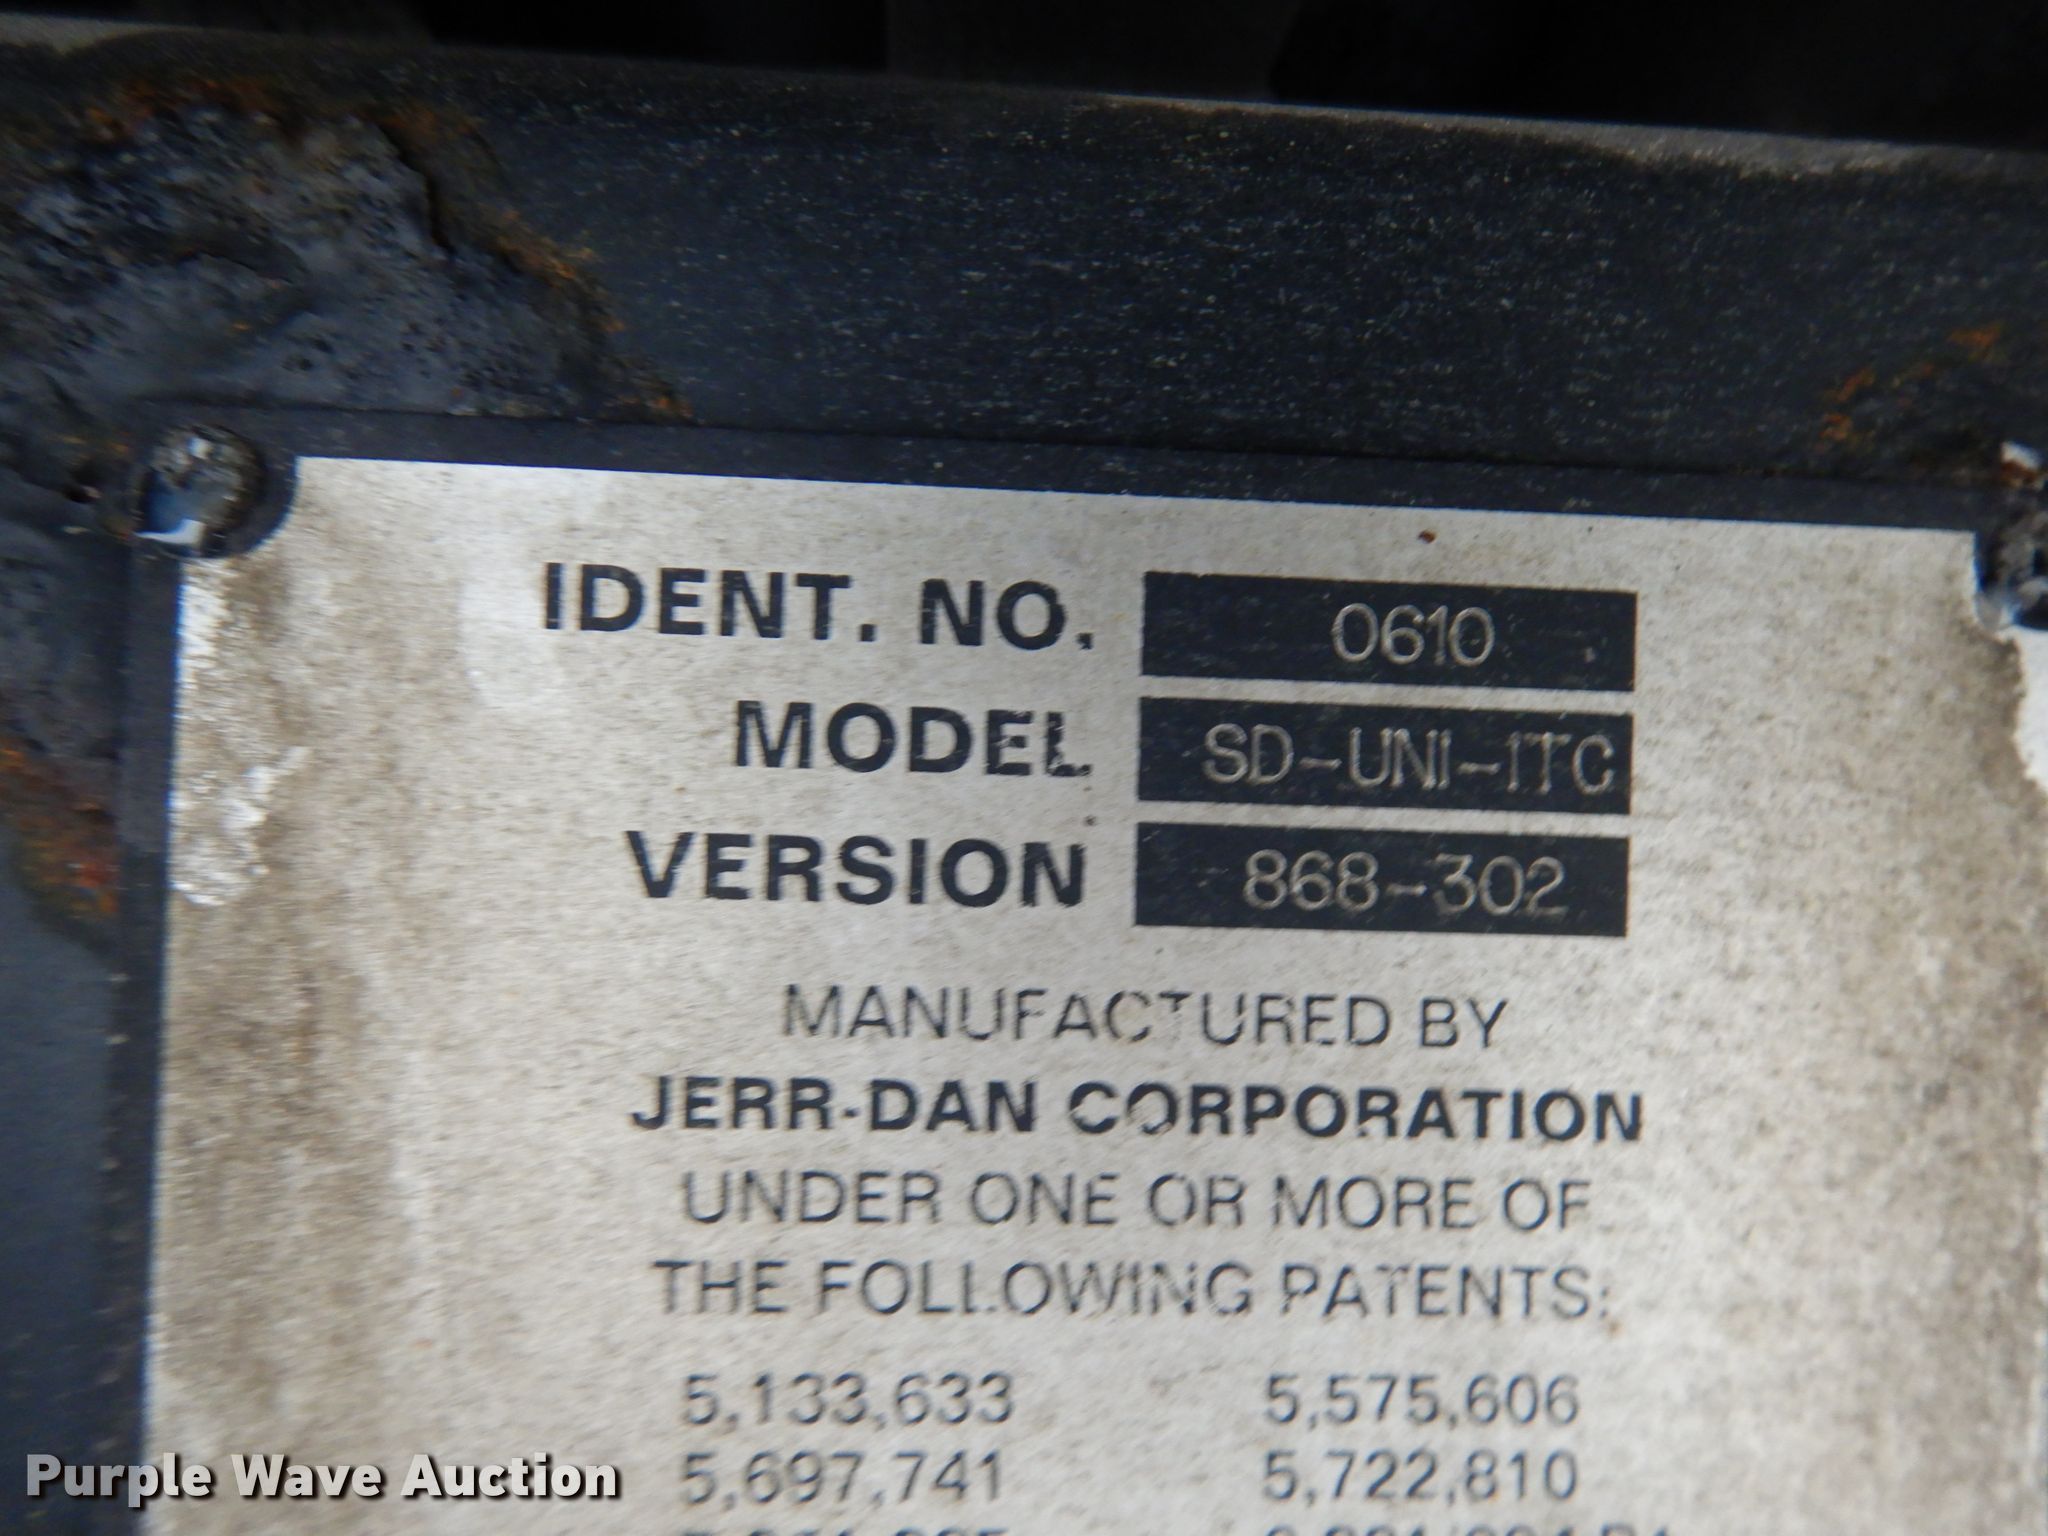 IDENT. NO. 0610
MODEL SD-UNI-ITC
VERSION 868-302
MANUFACTURED BY
JERR-DAN CORPORATION
UNDER ONE OR MORE OF
THE FOLLOWING PATENTS:
5,133,633 5,575,606
5,697,741 5,722,810
Purple Wave Auction